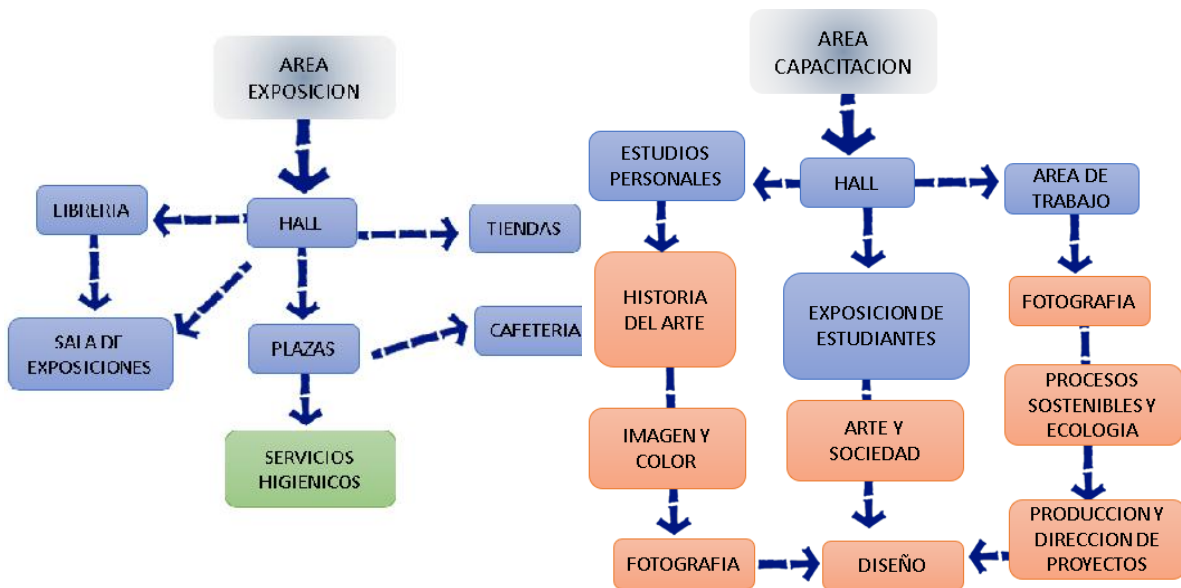 AREA
EXPOSICION
LIBRERIA
HALL
TIENDAS
SALA DE
EXPOSICIONES
PLAZAS
CAFETERIA
SERVICIOS
HIGIENICOS
AREA
CAPACITACION
ESTUDIOS
PERSONALES
HALL
AREA DE
TRABAJO
HISTORIA
DEL ARTE
EXPOSICION DE
ESTUDIANTES
FOTOGRAFIA
IMAGEN Y
COLOR
ARTE Y
SOCIEDAD
PROCESOS
SOSTENIBLES Y
ECOLOGIA
FOTOGRAFIA
DISEÑO
PRODUCCION Y
DIRECCION DE
PROYECTOS